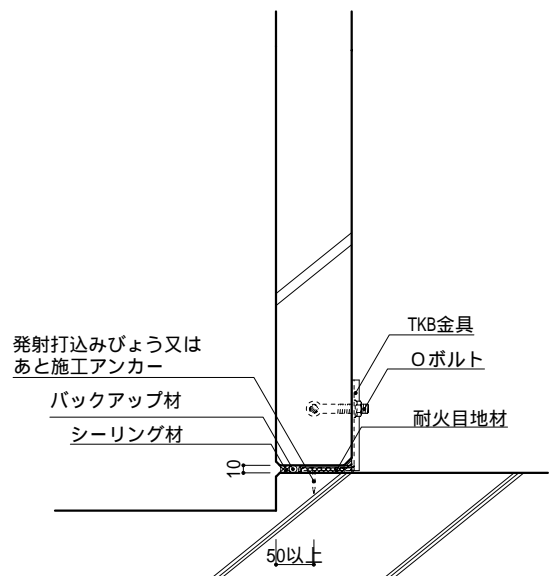 TKB金具
発射打込みびょう又は
あと施工アンカー
Oボルト
バックアップ材
耐火目地材
シーリング材
10
50以上